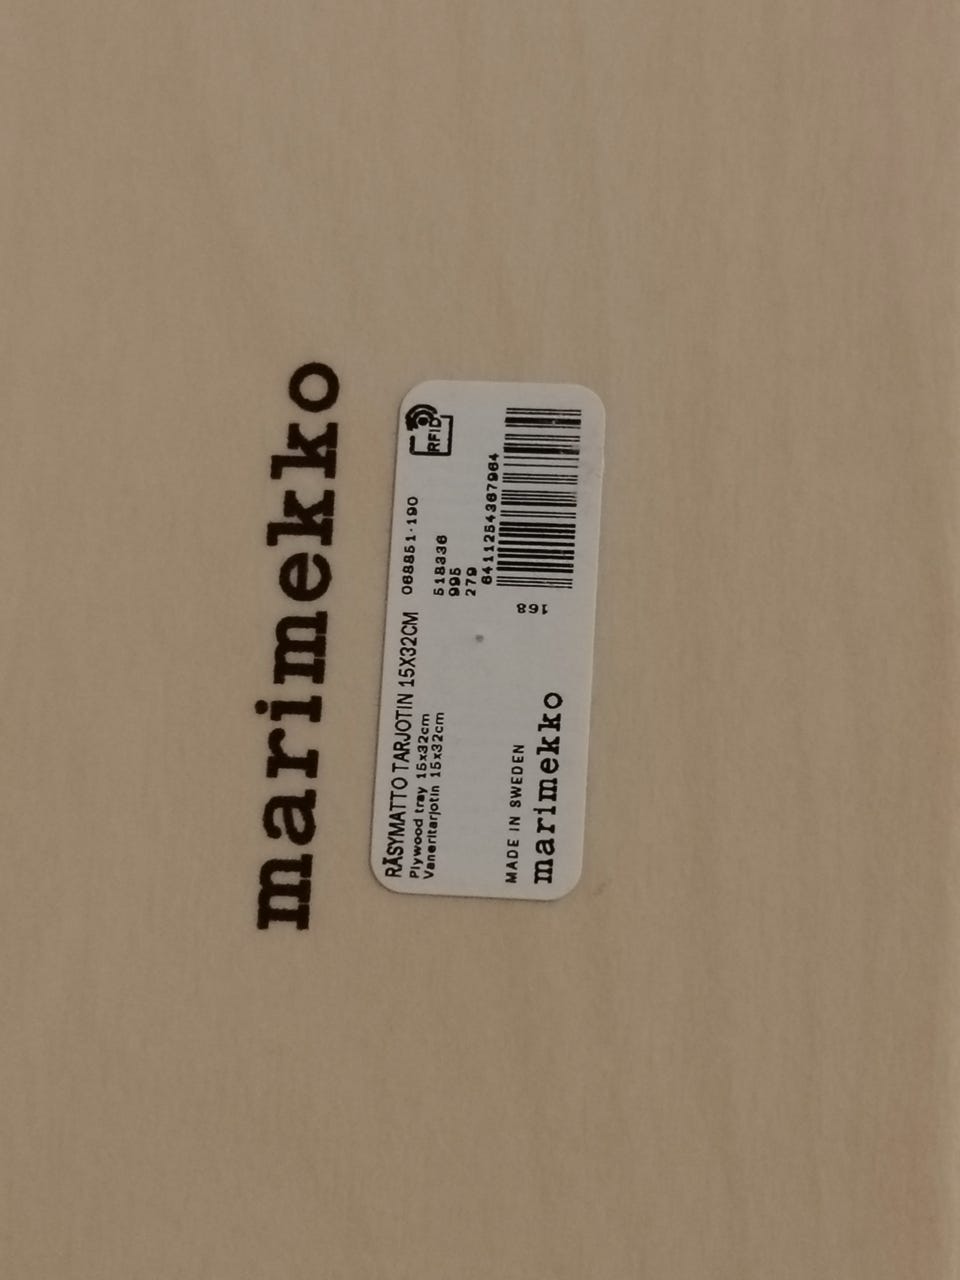 marimekko
RÄSYMATTO TARJOTIN 15X32CM 068851·190
Plywood tray 15x32cm
Vaneritarjotin 15x32cm
RFID
518336
995
279
6411254367964
168
MADE IN SWEDEN
marimekko